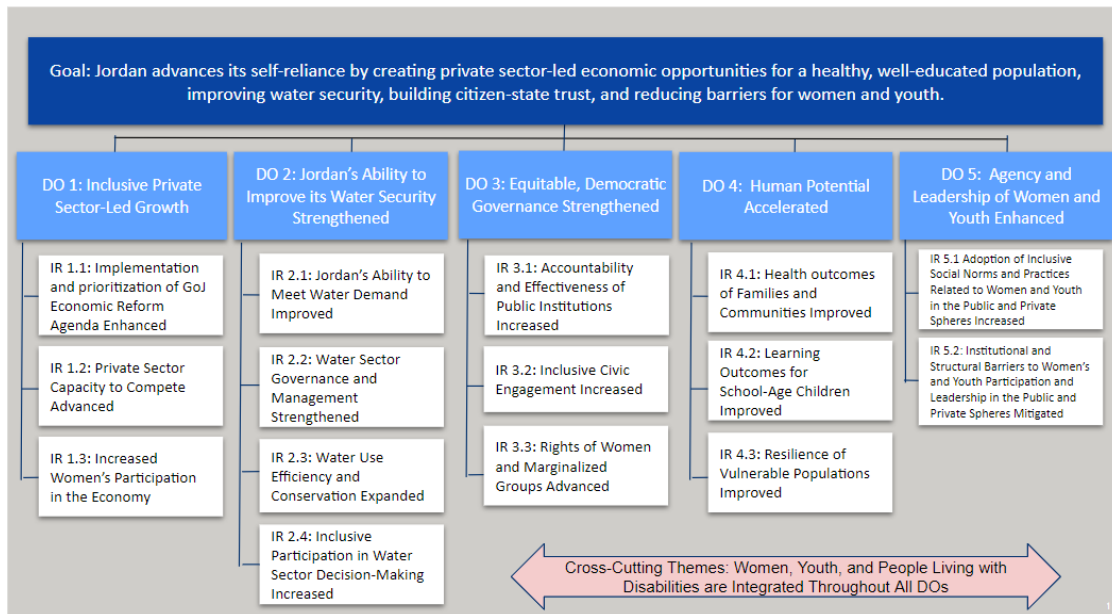 Goal: Jordan advances its self-reliance by creating private sector-led economic opportunities for a healthy, well-educated population,
improving water security, building citizen-state trust, and reducing barriers for women and youth.
DO 1: Inclusive Private
Sector-Led Growth
IR 1.1: Implementation
and prioritization of GoJ
Economic Reform
Agenda Enhanced
IR 1.2: Private Sector
Capacity to Compete
Advanced
IR 1.3: Increased
Women's Participation
in the Economy
DO 2: Jordan's Ability to
Improve its Water Security
Strengthened
IR 2.1: Jordan's Ability to
Meet Water Demand
Improved
IR 2.2: Water Sector
Governance and
Management
Strengthened
IR 2.3: Water Use
Efficiency and
Conservation Expanded
IR 2.4: Inclusive
Participation in Water
Sector Decision-Making
Increased
DO 3: Equitable, Democratic
Governance Strengthened
IR 3.1: Accountability
and Effectiveness of
Public Institutions
Increased
IR 3.2: Inclusive Civic
Engagement Increased
IR 3.3: Rights of Women
and Marginalized
Groups Advanced
DO 4: Human Potential
Accelerated
IR 4.1: Health outcomes
of Families and
Communities Improved
IR 4.2: Learning
Outcomes for
School-Age Children
Improved
IR 4.3: Resilience of
Vulnerable Populations
Improved
DO 5: Agency and
Leadership of Women and
Youth Enhanced
IR 5.1 Adoption of Inclusive
Social Norms and Practices
Related to Women and Youth
in the Public and Private
Spheres Increased
IR 5.2: Institutional and
Structural Barriers to Women's
and Youth Participation and
Leadership in the Public and
Private Spheres Mitigated
Cross-Cutting Themes: Women, Youth, and People Living with
Disabilities are Integrated Throughout All DOs